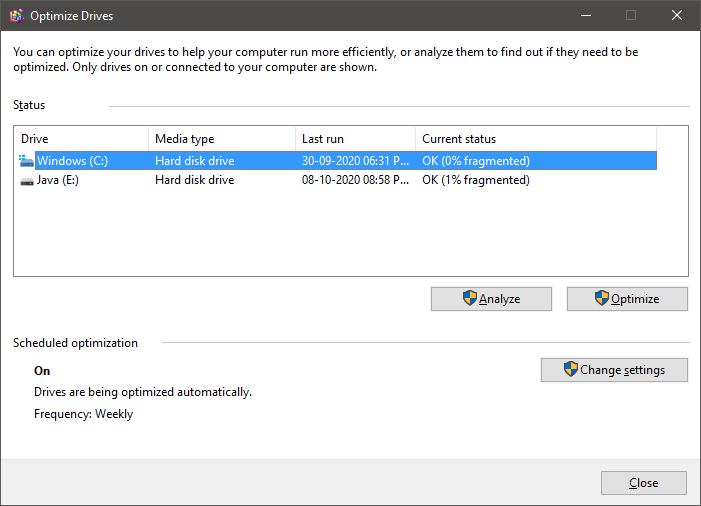 Optimize Drives
You can optimize your drives to help your computer run more efficiently, or analyze them to find out if they need to be
optimized. Only drives on or connected to your computer are shown.
Status
Drive Media type Last run Current status
Windows (C:) Hard disk drive 30-09-2020 06:31 P... OK (0% fragmented)
Java (E:) Hard disk drive 08-10-2020 08:58 P... OK (1% fragmented)
Analyze Optimize
Scheduled optimization
On Change settings
Drives are being optimized automatically.
Frequency: Weekly
Close